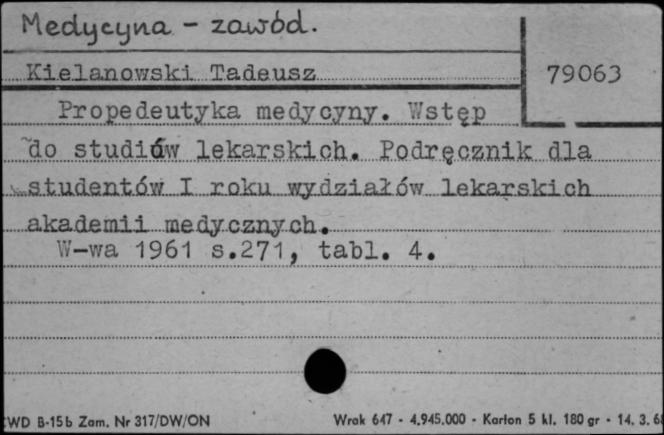 Medycyna - zawód.
Kielanowski Tadeusz
79063
Propedeutyka medycyny. Wstęp
do studiów lekarskich. Podręcznik dla
studentów I roku wydziałów lekarskich
akademii medycznych.
W-wa 1961 s.271, tabl. 4.
WD B-15b Zam. Nr 317/DW/ON
Wrok 647 - 4.945.000 - Karton 5 kl. 180 gr - 14. 3. 6